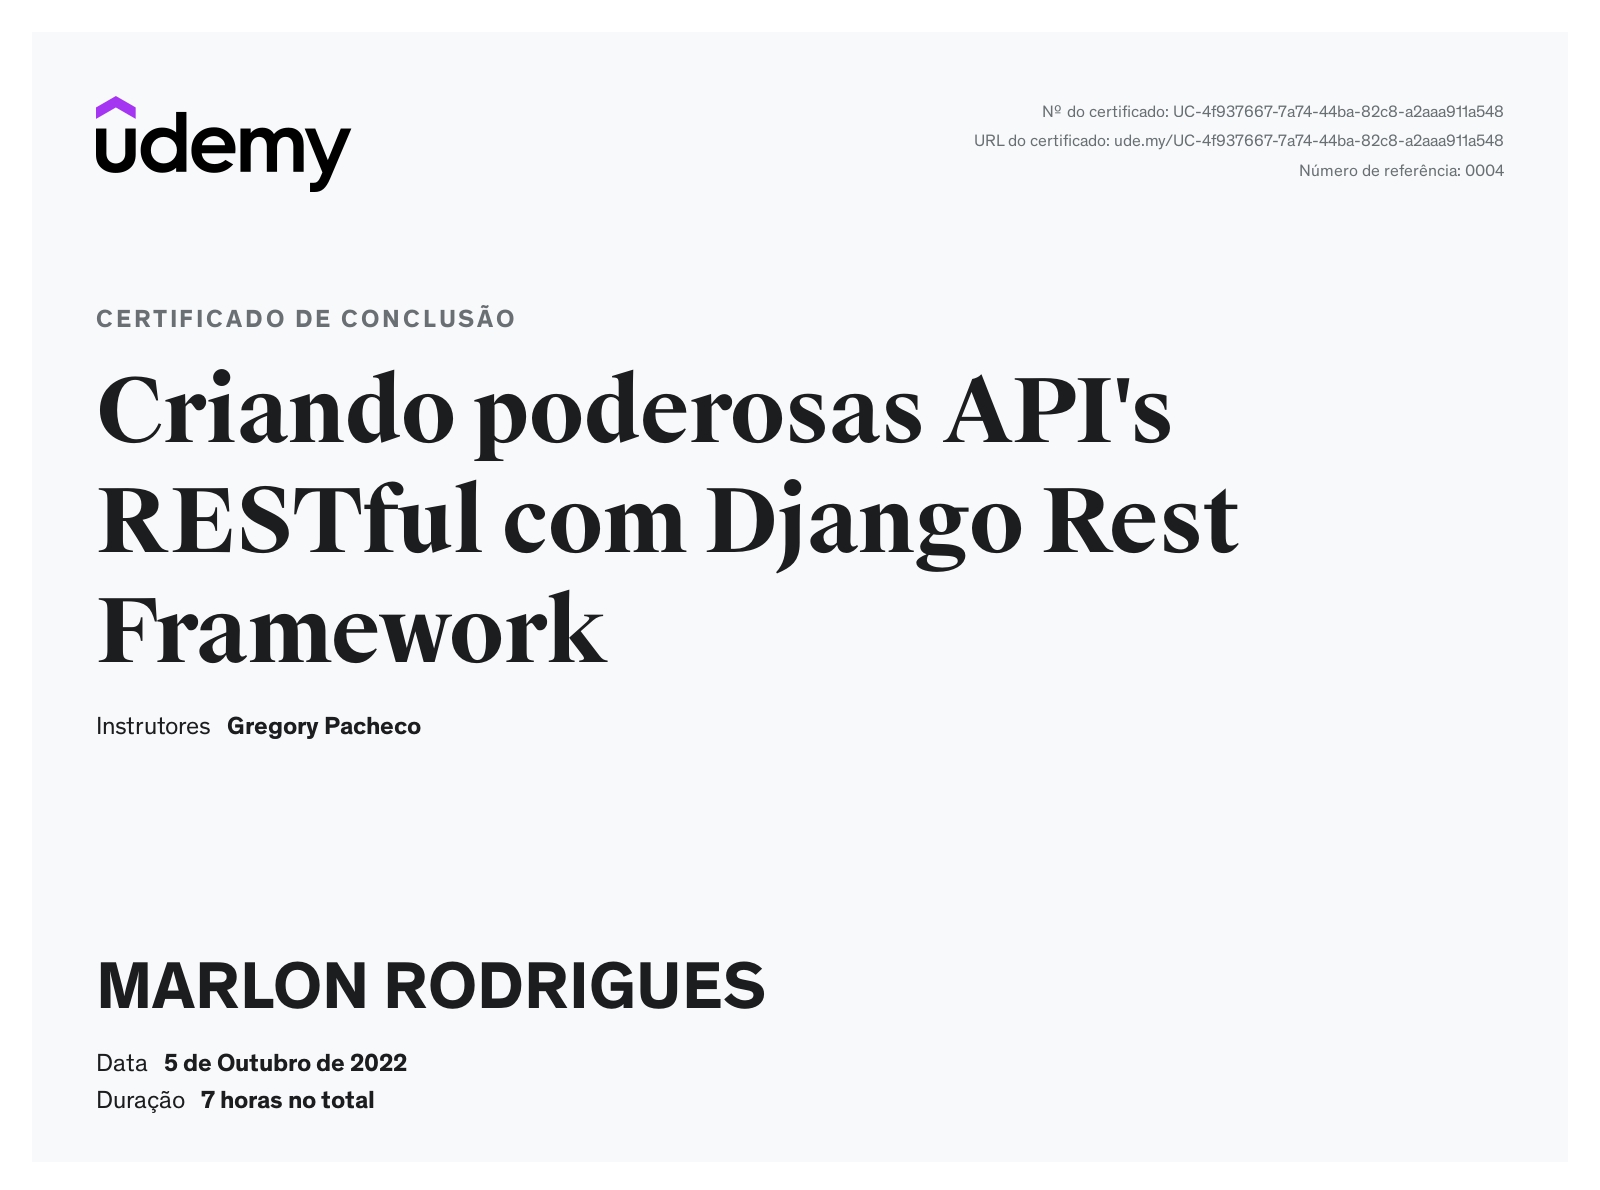 udemy
Nº do certificado: UC-4f937667-7a74-44ba-82c8-a2aaa911a548
URL do certificado: ude.my/UC-4f937667-7a74-44ba-82c8-a2aaa911a548
Número de referência: 0004
CERTIFICADO DE CONCLUSÃO
Criando poderosas API's
RESTful com Django Rest
Framework
Instrutores Gregory Pacheco
MARLON RODRIGUES
Data 5 de Outubro de 2022
Duração 7 horas no total